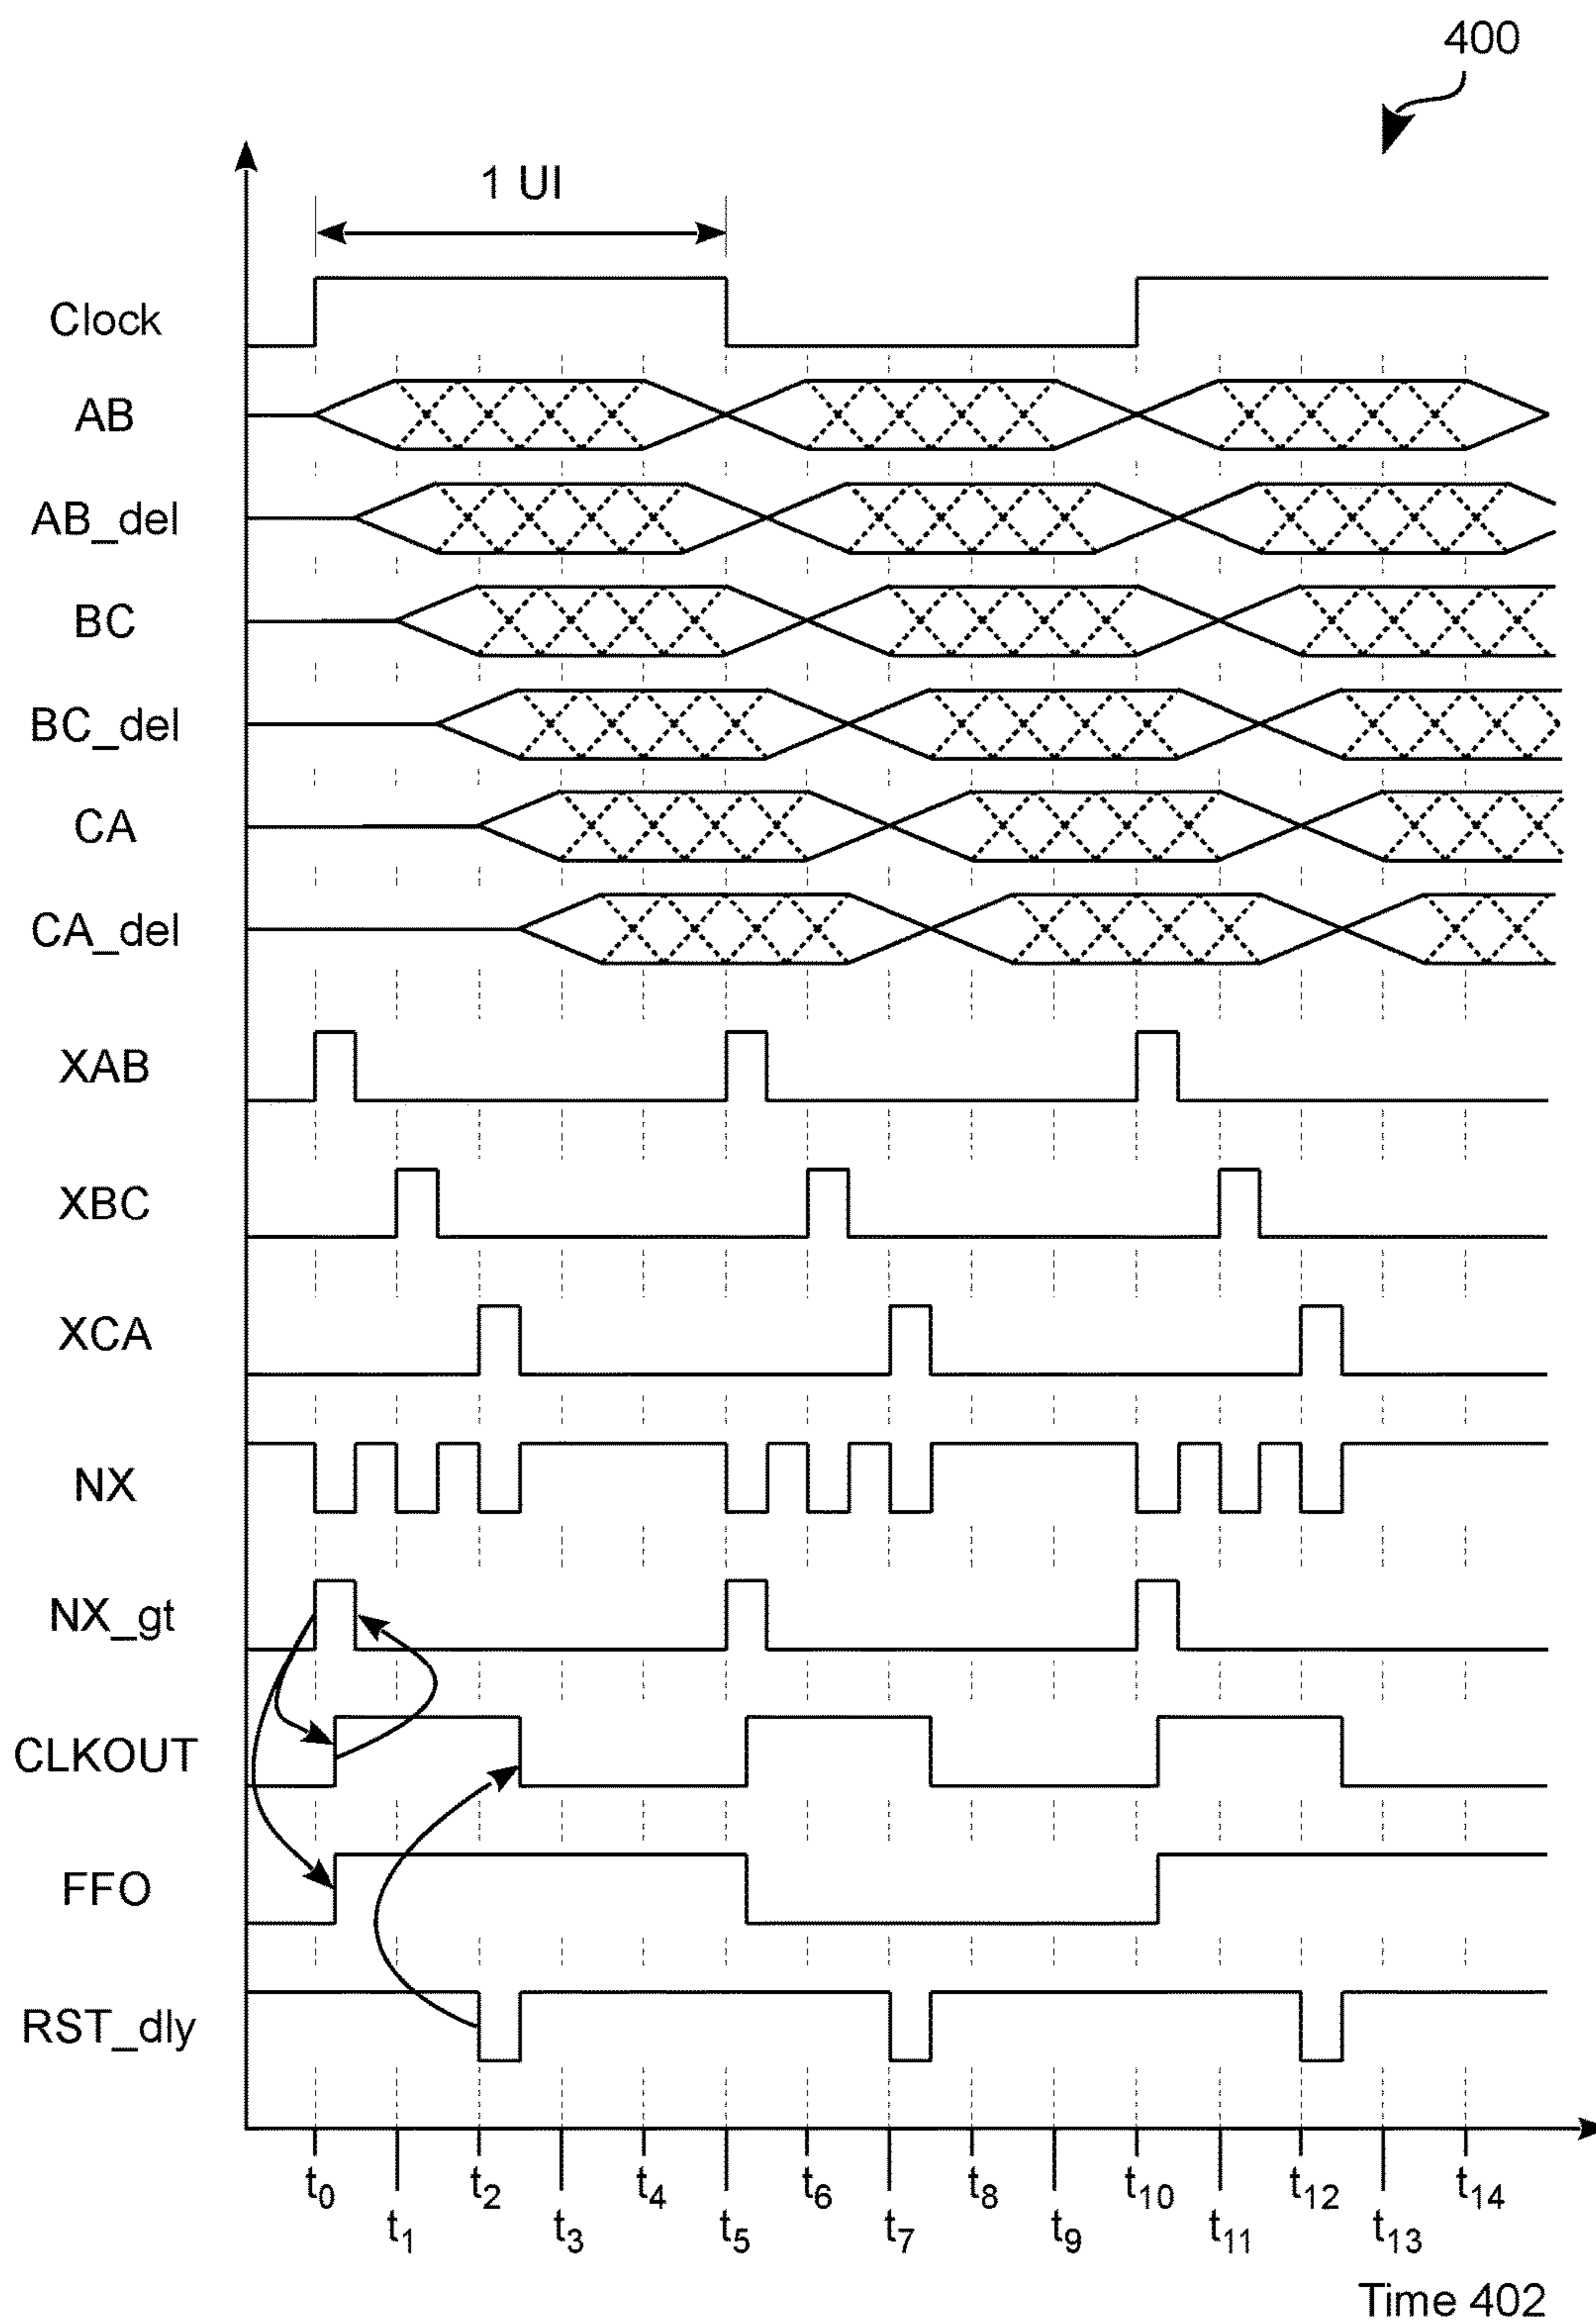 400
1 UI
Clock
AB
AB_del
BC
BC_del
CA
CA_del
XAB
XBC
XCA
NX
NX_gt
CLKOUT
FFO
RST_dly
t0 t2 t4 t6 t8 t10 t12 t14
t1 t3 t5 t7 t9 t11 t13
Time 402